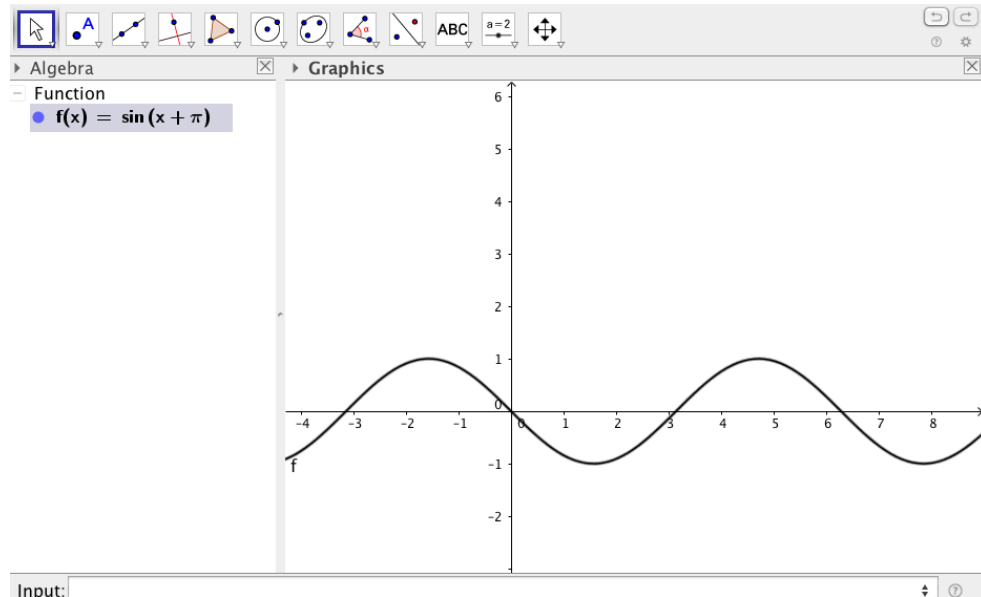 A
α
ABC
a=2
Algebra
Graphics
Function
f(x) = sin (x + π)
6
5
4
3
2
1
0
-4 -3 -2 -1 0 1 2 3 4 5 6 7 8
f
-1
-2
Input: